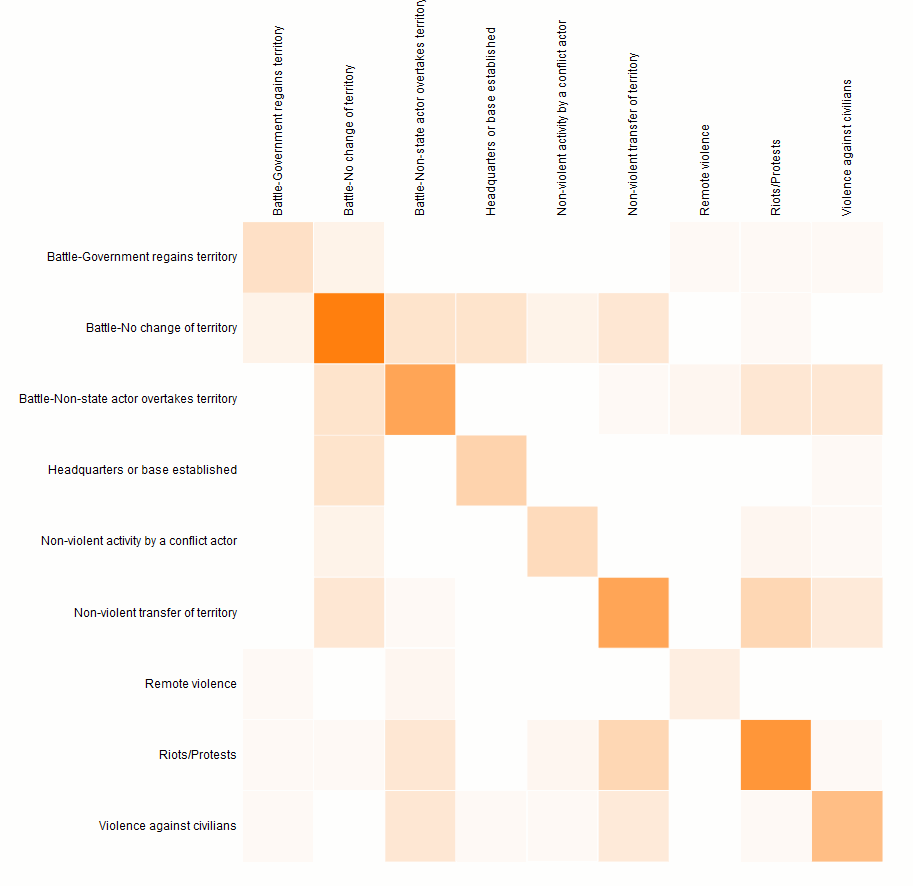 Battle-Government regains territory
Battle-No change of territory
Battle-Non-state actor overtakes territory
Headquarters or base established
Non-violent activity by a conflict actor
Non-violent transfer of territory
Remote violence
Riots/Protests
Violence against civilians
Battle-Government regains territory
Battle-No change of territory
Battle-Non-state actor overtakes territory
Headquarters or base established
Non-violent activity by a conflict actor
Non-violent transfer of territory
Remote violence
Riots/Protests
Violence against civilians